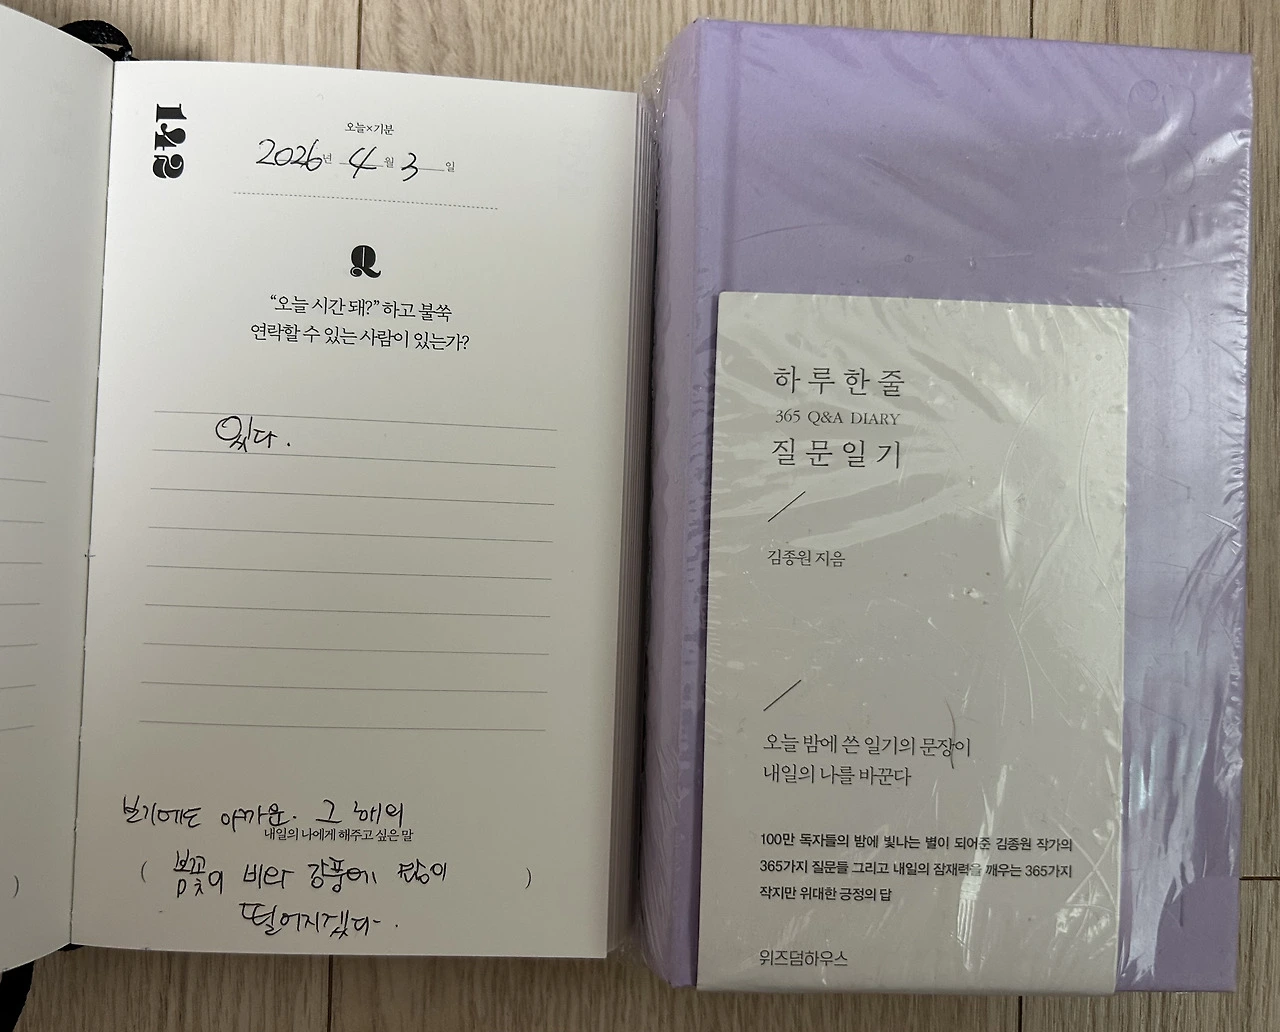 142
오늘×기분
2026년 4월 3일
Q
“오늘 시간 돼?” 하고 불쑥
연락할 수 있는 사람이 있는가?
있다.
보기에도 아까운. 그 해의
내일의 나에게 해주고 싶은 말
( 봄꽃이 비와 강풍에 많이 )
떨어지겠다.
)
하루 한 줄
365 Q&A DIARY
질문일기
김종원 지음
오늘 밤에 쓴 일기의 문장이
내일의 나를 바꾼다
100만 독자들의 밤에 빛나는 별이 되어준 김종원 작가의
365가지 질문들 그리고 내일의 잠재력을 깨우는 365가지
작지만 위대한 긍정의 답
위즈덤하우스